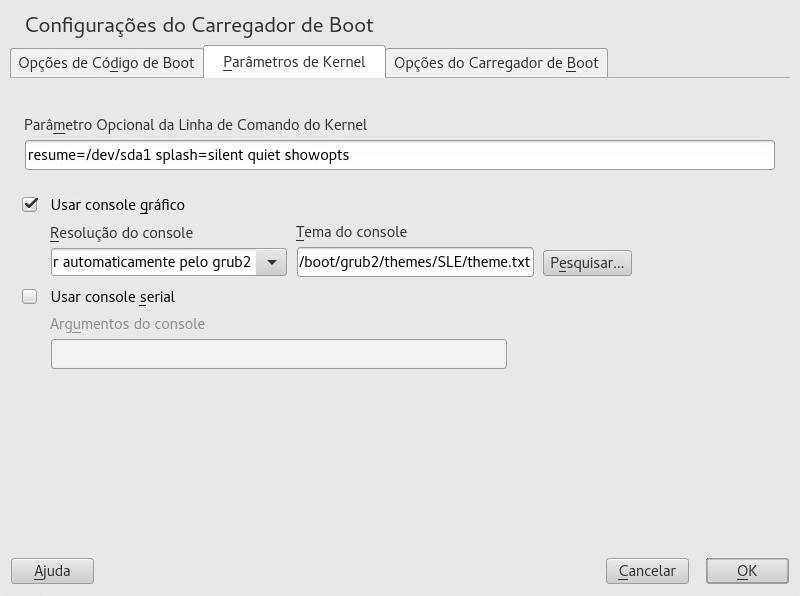 Configurações do Carregador de Boot
Opções de Código de Boot Parâmetros de Kernel Opções do Carregador de Boot
Parâmetro Opcional da Linha de Comando do Kernel
resume=/dev/sda1 splash=silent quiet showopts
Usar console gráfico
Resolução do console Tema do console
r automaticamente pelo grub2 /boot/grub2/themes/SLE/theme.txt Pesquisar...
Usar console serial
Argumentos do console
Ajuda Cancelar OK